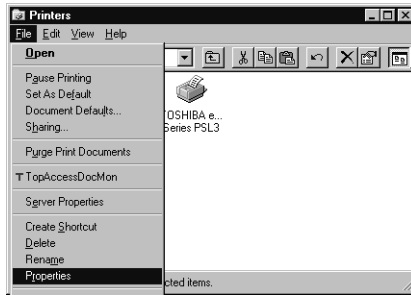 Printers
File Edit View Help
Open
Pause Printing
Set As Default
Document Defaults...
Sharing...
Purge Print Documents
TopAccessDocMon
Server Properties
Create Shortcut
Delete
Rename
Properties
OSHIBA e...
Series PSL3
cted items.